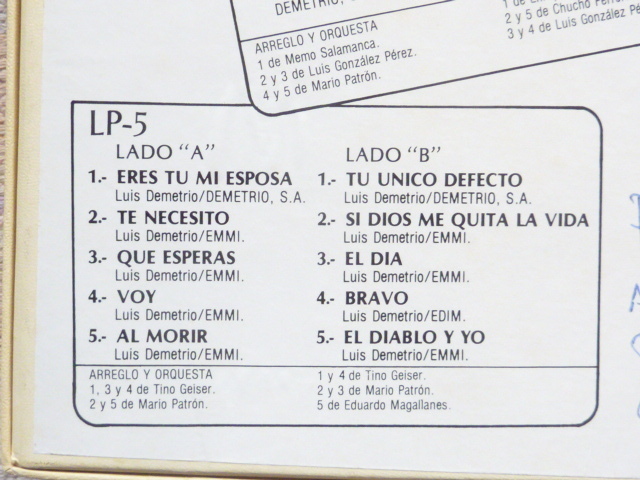 DEMETRIO,
ARREGLO Y ORQUESTA
1 de Memo Salamanca.
2 y 3 de Luis González Pérez.
4 y 5 de Mario Patrón.
1 de
2 y 5 de Chucho
3 y 4 de Luis González
LP-5
LADO "A"
1.- ERES TU MI ESPOSA
Luis Demetrio/DEMETRIO, S.A.
2.- TE NECESITO
Luis Demetrio/EMMI.
3.- QUE ESPERAS
Luis Demetrio/EMMI.
4.- VOY
Luis Demetrio/EMMI.
5.- AL MORIR
Luis Demetrio/EMMI.
ARREGLO Y ORQUESTA
1, 3 y 4 de Tino Geiser.
2 y 5 de Mario Patrón.
LADO "B"
1.- TU UNICO DEFECTO
Luis Demetrio/DEMETRIO, S.A.
2.- SI DIOS ME QUITA LA VIDA
Luis Demetrio/EMMI.
3.- EL DIA
Luis Demetrio/EMMI.
4.- BRAVO
Luis Demetrio/EDIM.
5.- EL DIABLO Y YO
Luis Demetrio/EMMI.
1 y 4 de Tino Geiser.
2 y 3 de Mario Patrón.
5 de Eduardo Magallanes.